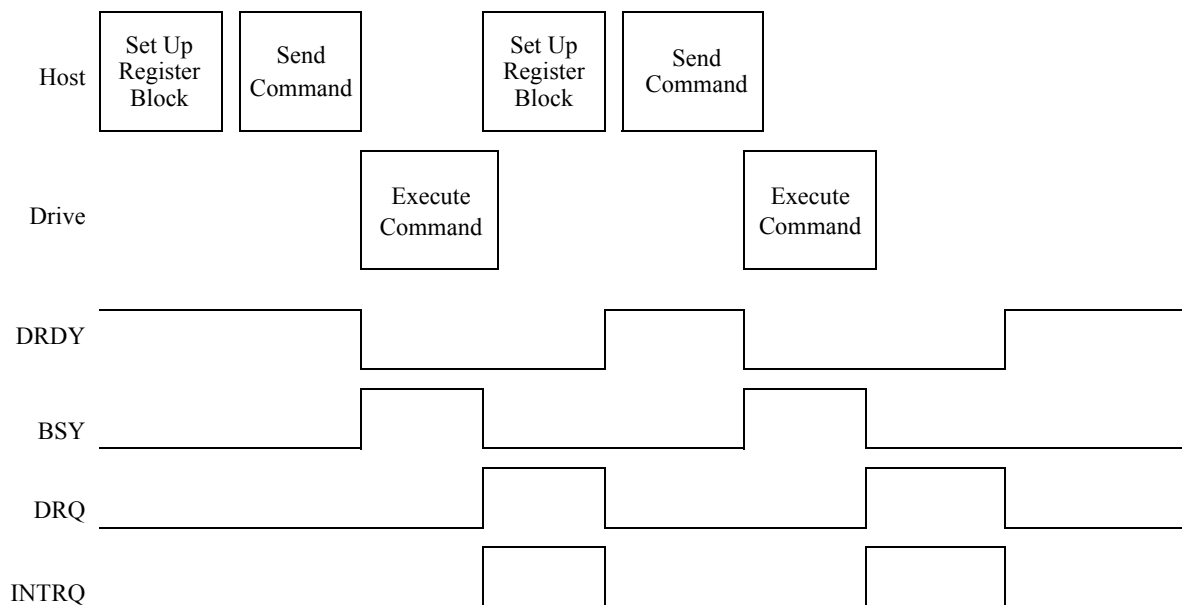 Host
Set Up
Register
Block
Send
Command
Set Up
Register
Block
Send
Command
Drive
Execute
Command
Execute
Command
DRDY
BSY
DRQ
INTRQ